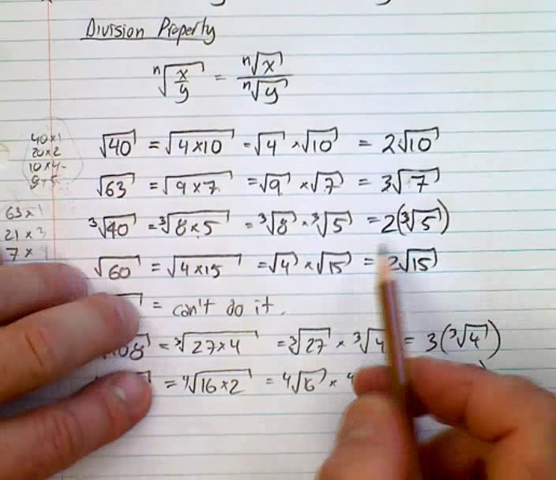 Division Property
ⁿ√(x/y) = ⁿ√x / ⁿ√y
40×1
20×2
10×4
8×5
√40 = √4×10 = √4 × √10 = 2√10
63×1
21×3
7×
√63 = √9×7 = √9 × √7 = 3√7
³√40 = ³√8×5 = ³√8 × ³√5 = 2(³√5)
√60 = √4×15 = √4 × √15 = 2√15
= can't do it.
08 = ³√27×4 = ³√27 × ³√4 = 3(³√4)
= ⁴√16×2 = ⁴√16 × ⁴